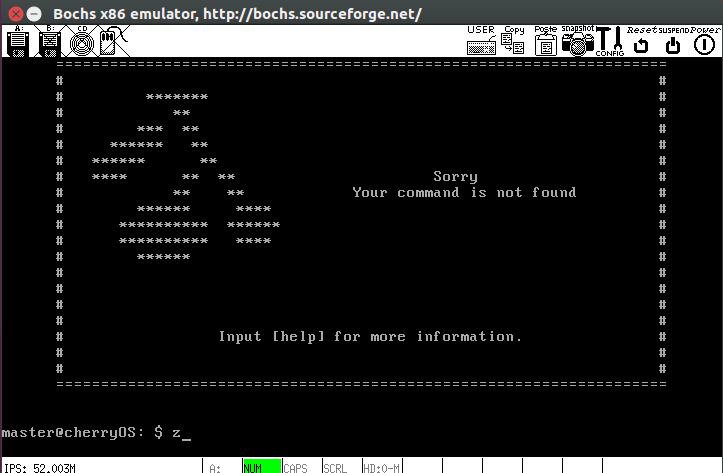 Bochs x86 emulator, http://bochs.sourceforge.net/
A: B: CD USER Copy Paste snapshot CONFIG Reset SUSPEND Power
===================================================================
# #
# ******* #
# ** #
# *** ** #
# ****** ** #
# ****** ** #
# **** ** ** Sorry #
# ** ** Your command is not found #
# ****** **** #
# ********** ****** #
# ********** **** #
# ****** #
# #
# #
# #
# #
# Input [help] for more information. #
# #
# #
===================================================================
master@cherryOS: $ z_
IPS: 52.003M A: NUM CAPS SCRL HD:0-M